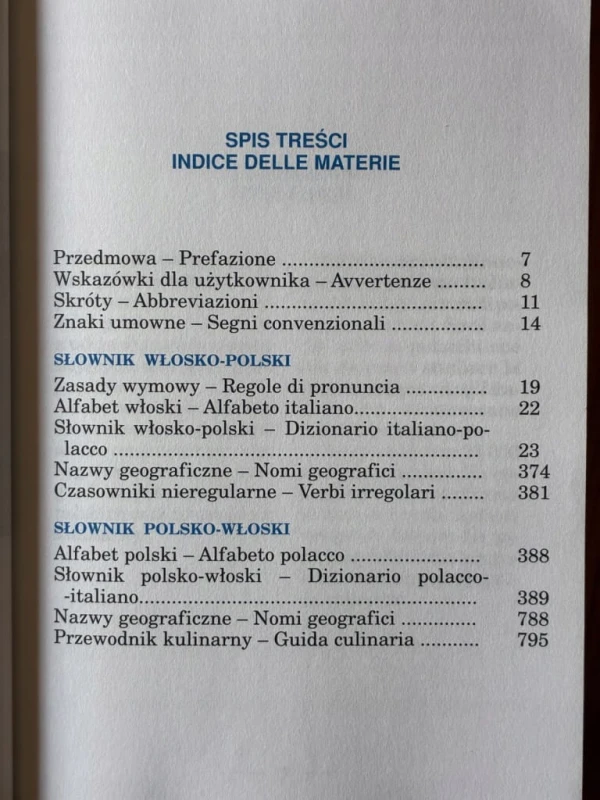 SPIS TREŚCI
INDICE DELLE MATERIE
Przedmowa – Prefazione .................................... 7
Wskazówki dla użytkownika – Avvertenze ......... 8
Skróty – Abbreviazioni ....................................... 11
Znaki umowne – Segni convenzionali ................. 14
SŁOWNIK WŁOSKO-POLSKI
Zasady wymowy – Regole di pronuncia ............... 19
Alfabet włoski – Alfabeto italiano........................ 22
Słownik włosko-polski – Dizionario italiano-po-
lacco ................................................................. 23
Nazwy geograficzne – Nomi geografici ............... 374
Czasowniki nieregularne – Verbi irregolari ........ 381
SŁOWNIK POLSKO-WŁOSKI
Alfabet polski – Alfabeto polacco ........................ 388
Słownik polsko-włoski – Dizionario polacco-
-italiano............................................................. 389
Nazwy geograficzne – Nomi geografici .............. 788
Przewodnik kulinarny – Guida culinaria ........... 795